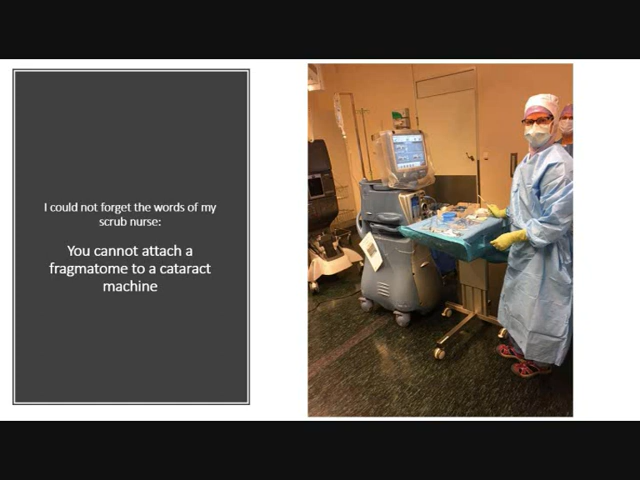 I could not forget the words of my
scrub nurse:
You cannot attach a
fragmatome to a cataract
machine